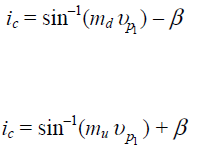 i_c = sin⁻¹(m_d υ_{p_1}) – β
i_c = sin⁻¹(m_u υ_{p_1}) + β